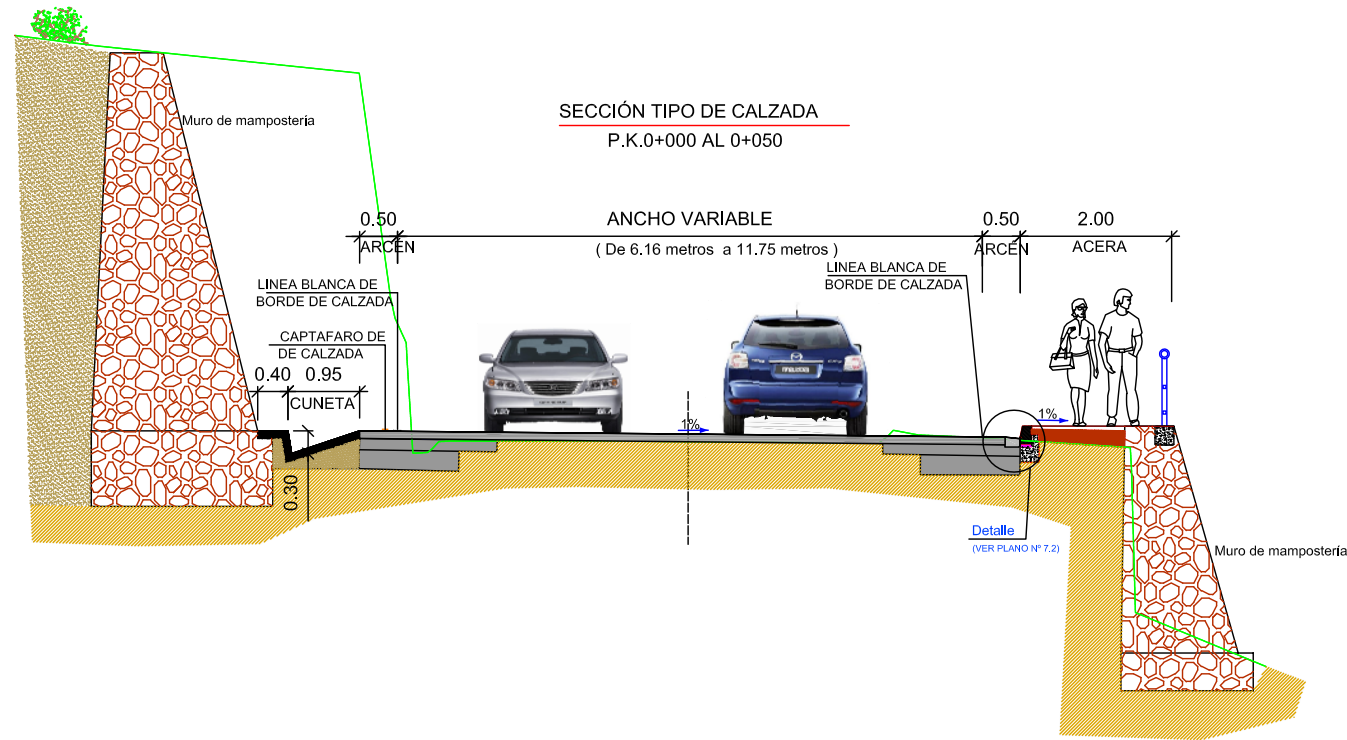 SECCIÓN TIPO DE CALZADA
P.K.0+000 AL 0+050
Muro de mampostería
0.50
ANCHO VARIABLE
0.50
2.00
ARCÉN
( De 6.16 metros a 11.75 metros )
ARCÉN
ACERA
LINEA BLANCA DE
BORDE DE CALZADA
LINEA BLANCA DE
BORDE DE CALZADA
CAPTAFARO DE
DE CALZADA
0.40
0.95
CUNETA
0.30
1%
1%
Detalle
(VER PLANO Nº 7.2)
Muro de mampostería